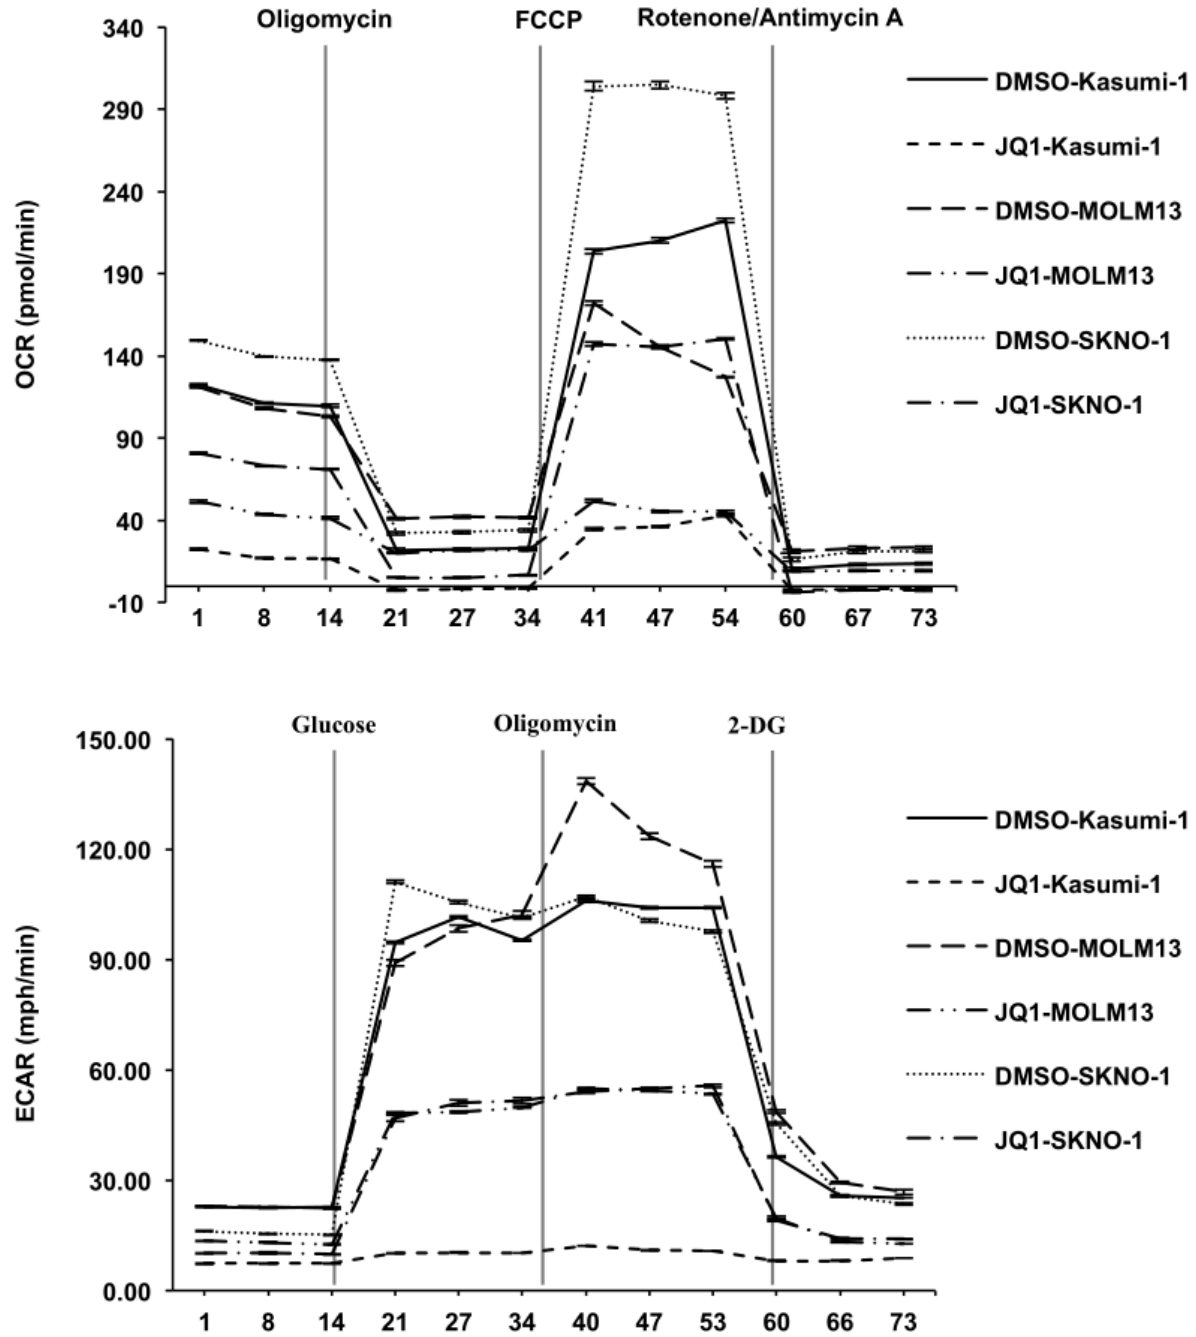 Oligomycin FCCP Rotenone/Antimycin A
340
290
240
190
140
90
40
-10
OCR (pmol/min)
1 8 14 21 27 34 41 47 54 60 67 73
DMSO-Kasumi-1
JQ1-Kasumi-1
DMSO-MOLM13
JQ1-MOLM13
DMSO-SKNO-1
JQ1-SKNO-1
Glucose Oligomycin 2-DG
150.00
120.00
90.00
60.00
30.00
0.00
ECAR (mph/min)
1 8 14 21 27 34 40 47 53 60 66 73
DMSO-Kasumi-1
JQ1-Kasumi-1
DMSO-MOLM13
JQ1-MOLM13
DMSO-SKNO-1
JQ1-SKNO-1